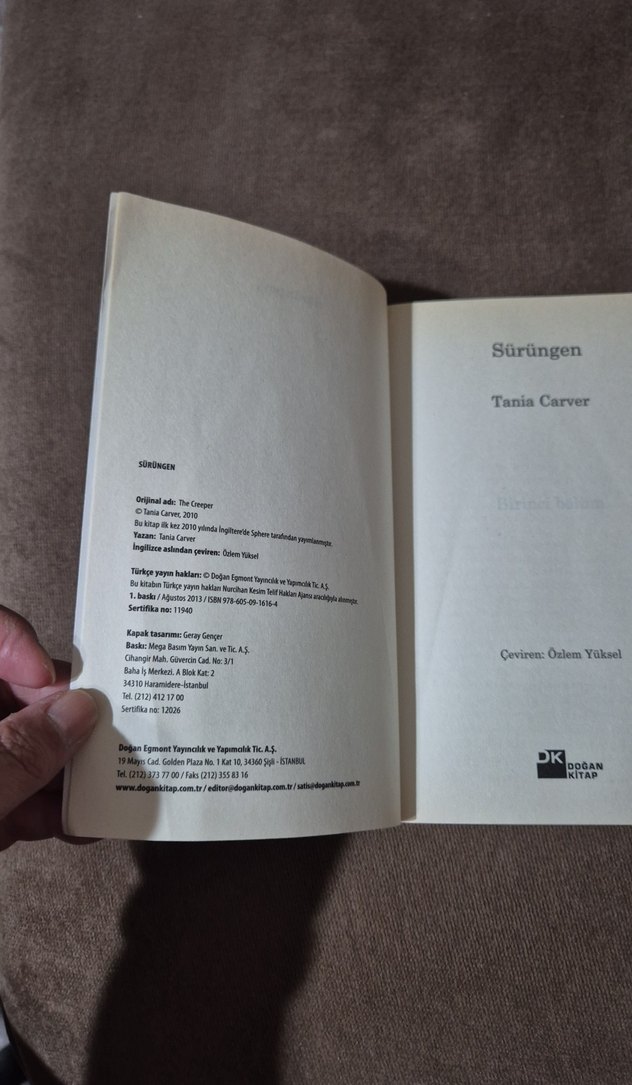 SÜRÜNGEN
Orijinal adı: The Creeper
© Tania Carver, 2010
Bu kitap ilk kez 2010 yılında İngiltere'de Sphere tarafından yayımlanmıştır.
Yazan: Tania Carver
İngilizce aslından çeviren: Özlem Yüksel
Türkçe yayın hakları: © Doğan Egmont Yayıncılık ve Yapımcılık Tic. A.Ş.
Bu kitabın Türkçe yayın hakları Nurcihan Kesim Telif Hakları Ajansı aracılığıyla alınmıştır.
1. baskı / Ağustos 2013 / ISBN 978-605-09-1616-4
Sertifika no: 11940
Kapak tasarımı: Geray Gençer
Baskı: Mega Basım Yayın San. ve Tic. A.Ş.
Cihangir Mah. Güvercin Cad. No: 3/1
Baha İş Merkezi. A Blok Kat: 2
34310 Haramidere-İstanbul
Tel. (212) 412 17 00
Sertifika no: 12026
Doğan Egmont Yayıncılık ve Yapımcılık Tic. A.Ş.
19 Mayıs Cad. Golden Plaza No. 1 Kat 10, 34360 Şişli - İSTANBUL
Tel. (212) 373 77 00 / Faks (212) 355 83 16
www.dogankitap.com.tr / editor@dogankitap.com.tr / satis@dogankitap.com.tr
Sürüngen
Tania Carver
Çeviren: Özlem Yüksel
DK
DOĞAN
KİTAP